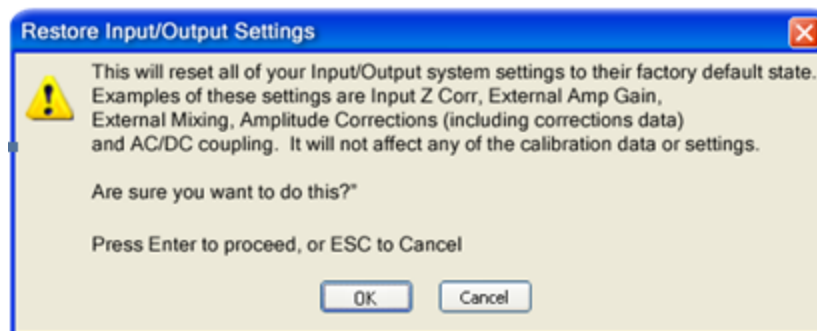 Restore Input/Output Settings
This will reset all of your Input/Output system settings to their factory default state.
Examples of these settings are Input Z Corr, External Amp Gain,
External Mixing, Amplitude Corrections (including corrections data)
and AC/DC coupling. It will not affect any of the calibration data or settings.
Are sure you want to do this?"
Press Enter to proceed, or ESC to Cancel
OK
Cancel